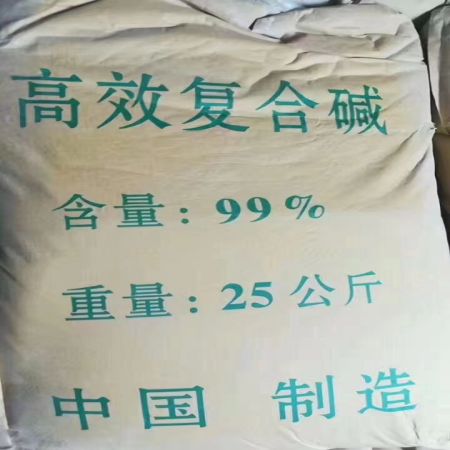 高效复合碱
含量: 99%
重量: 25公斤
中国 制造